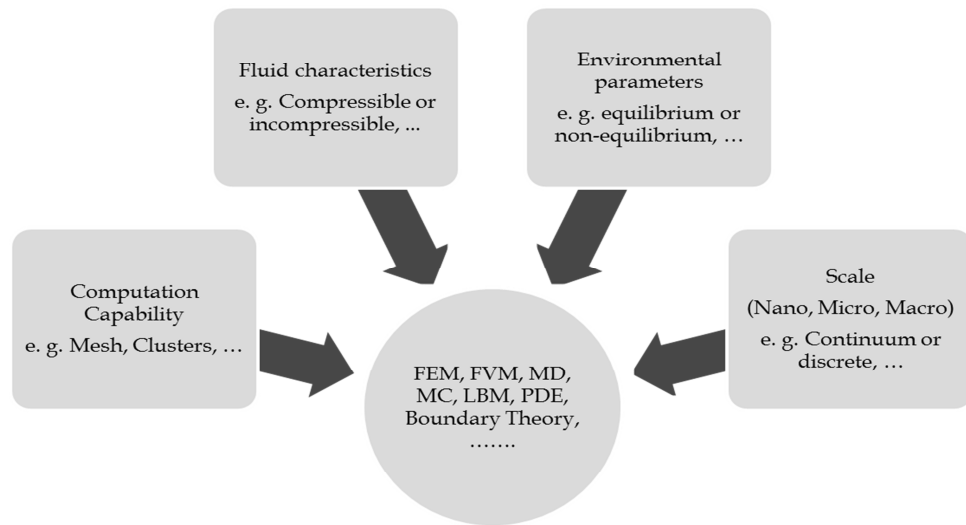 Fluid characteristics
e. g. Compressible or
incompressible, ...
Environmental
parameters
e. g. equilibrium or
non-equilibrium, …
Computation
Capability
e. g. Mesh, Clusters, …
Scale
(Nano, Micro, Macro)
e. g. Continuum or
discrete, …
FEM, FVM, MD,
MC, LBM, PDE,
Boundary Theory,
…….